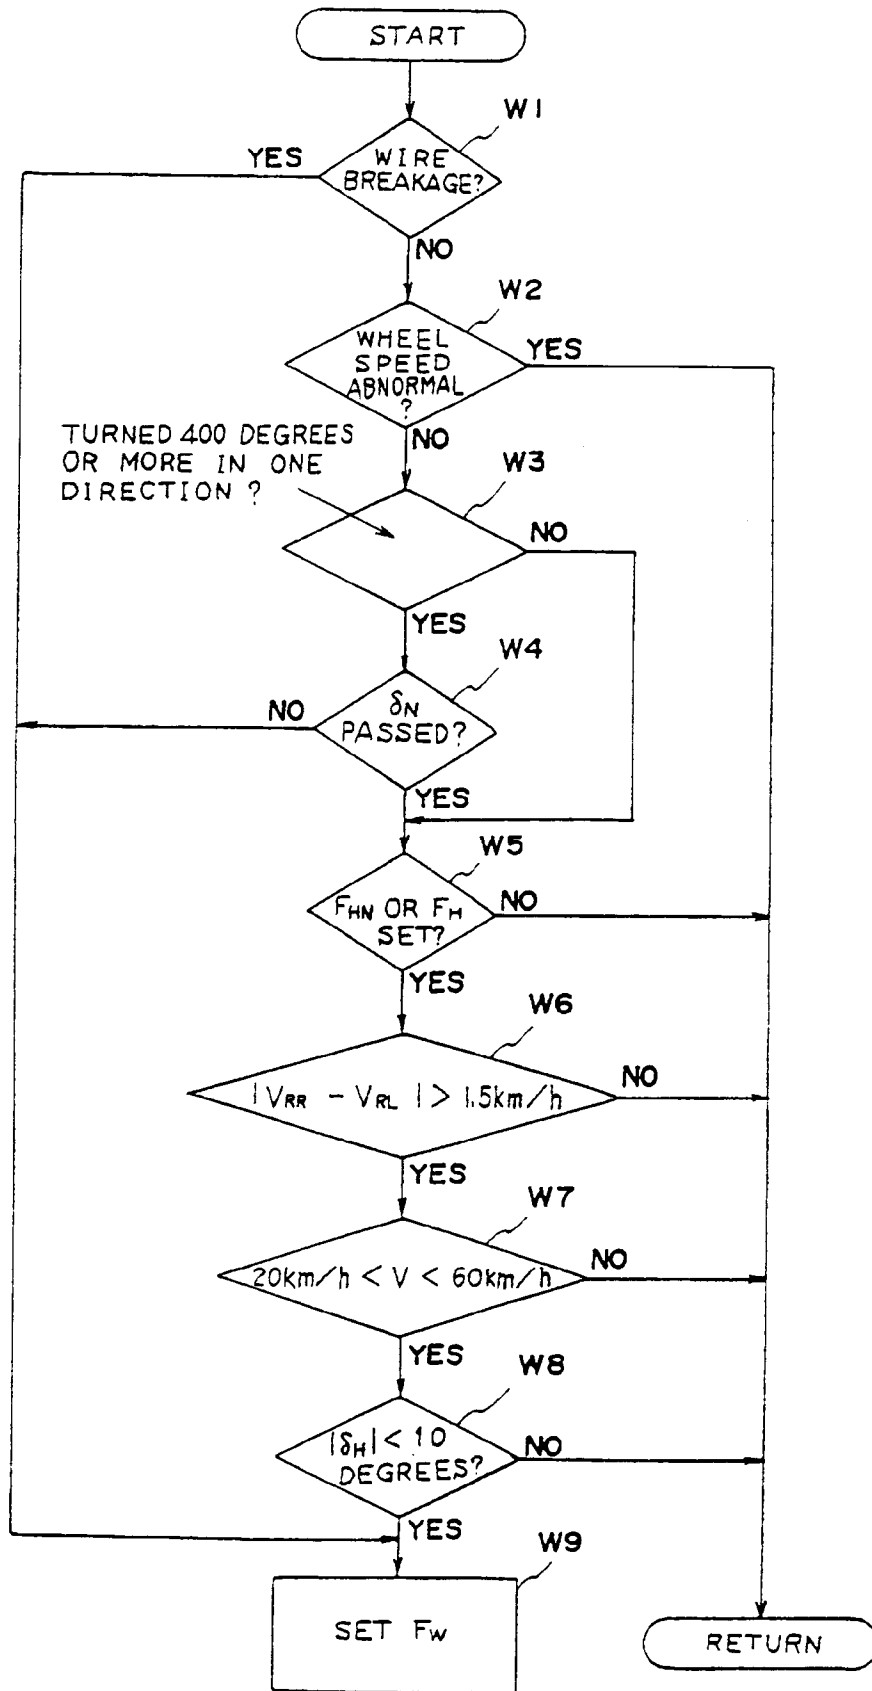 START
W1
YES
WIRE
BREAKAGE?
NO
W2
WHEEL
SPEED
ABNORMAL
?
YES
NO
TURNED 400 DEGREES
OR MORE IN ONE
DIRECTION ?
W3
NO
YES
W4
NO
δN
PASSED?
YES
W5
FHN OR FH
SET?
NO
YES
W6
|VRR - VRL | > 1.5km/h
NO
YES
W7
20km/h < V < 60km/h
NO
YES
W8
|δH| < 10
DEGREES?
NO
YES
W9
SET FW
RETURN